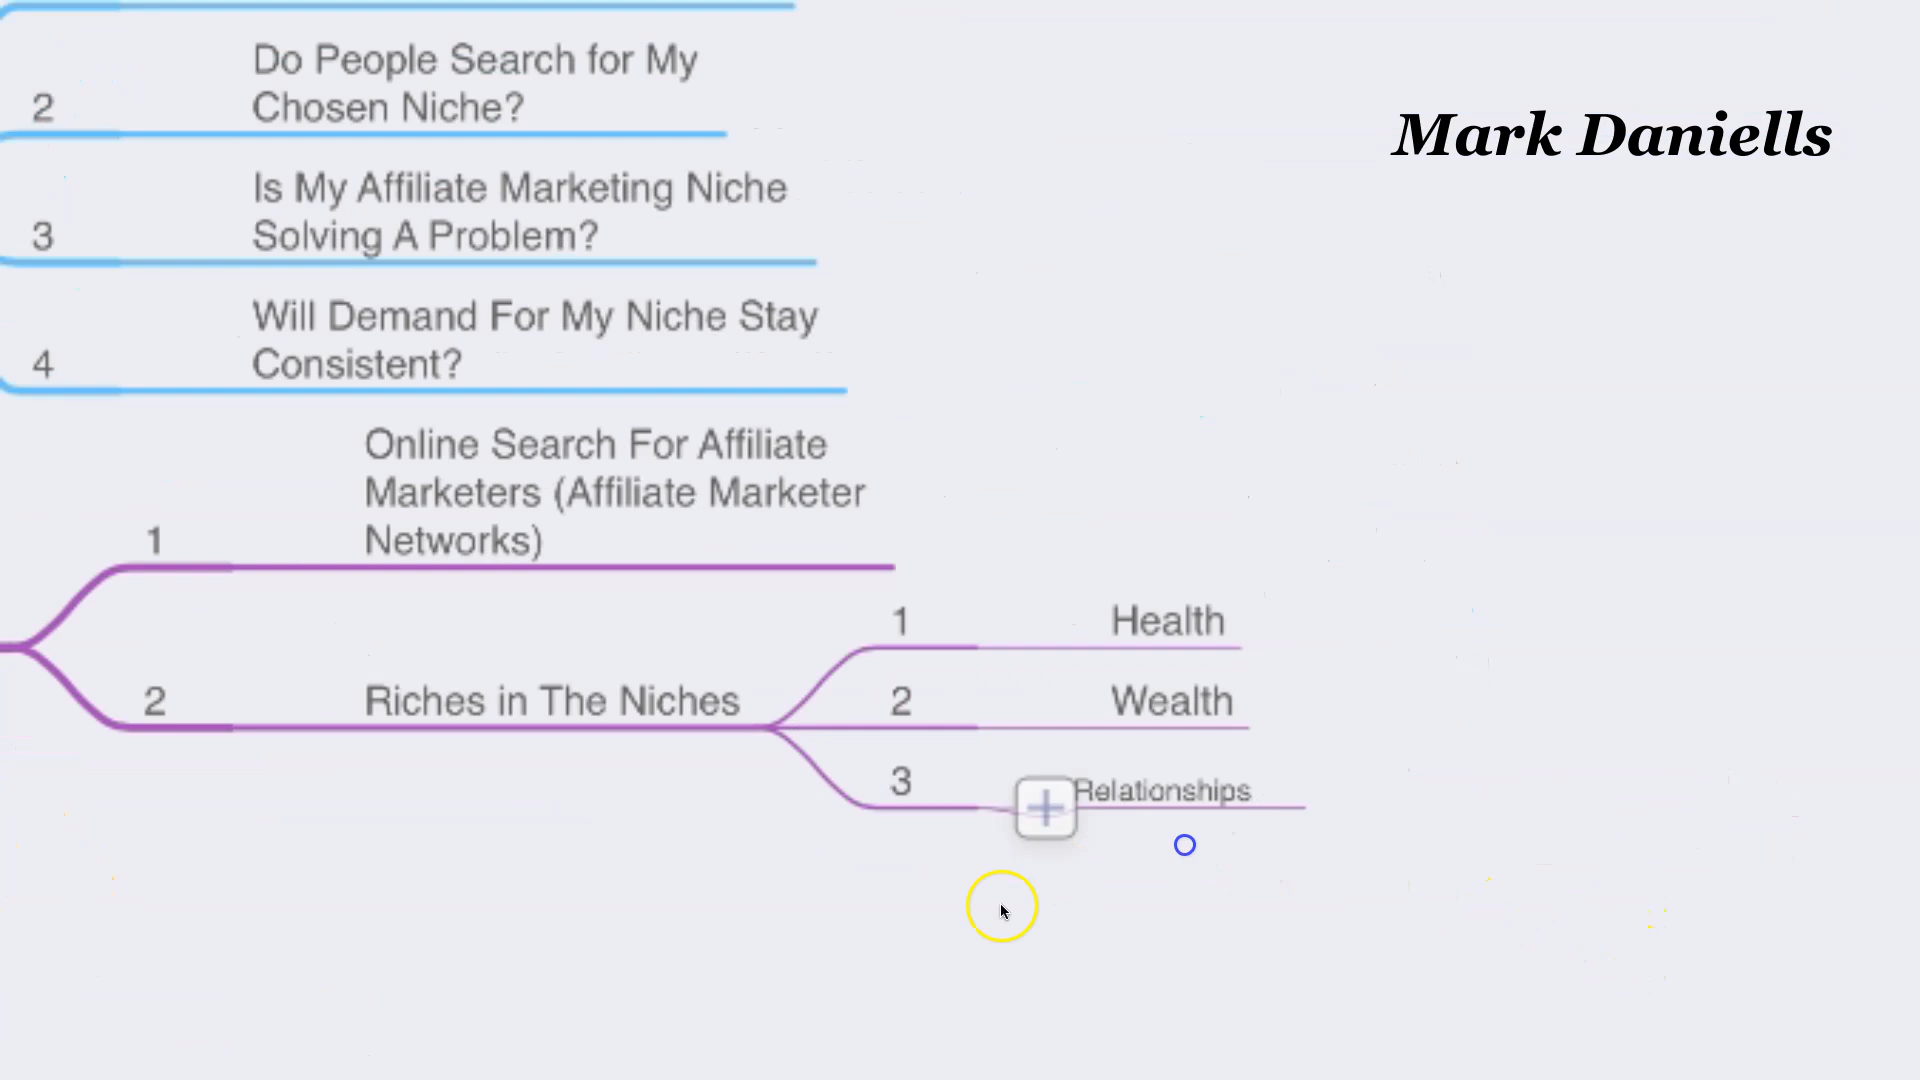 Do People Search for My
2 Chosen Niche?
Mark Daniells
Is My Affiliate Marketing Niche
3 Solving A Problem?
Will Demand For My Niche Stay
4 Consistent?
Online Search For Affiliate
Marketers (Affiliate Marketer
1 Networks)
1 Health
2 Riches in The Niches
2 Wealth
3 Relationships